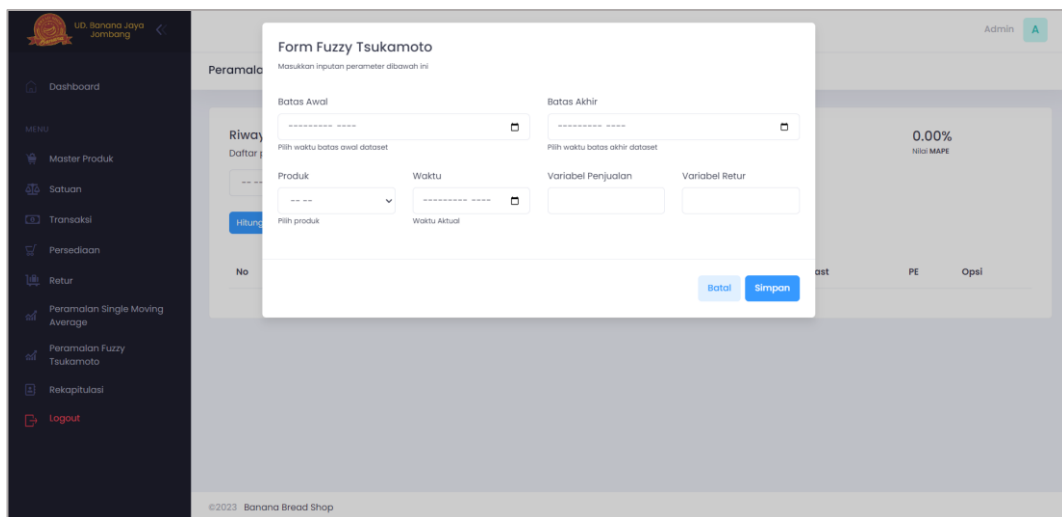 UD. Banana Jaya
Jombang
Admin A
Dashboard
MENU
Master Produk
Satuan
Transaksi
Persediaan
Retur
Peramalan Single Moving
Average
Peramalan Fuzzy
Tsukamoto
Rekapitulasi
Logout
Peramala
Riway
Daftar p
-- --
Hitung
0.00%
Nilai MAPE
No
ast
PE
Opsi
Form Fuzzy Tsukamoto
Masukkan inputan perameter dibawah ini
Batas Awal
--------- ----
Pilih waktu batas awal dataset
Batas Akhir
--------- ----
Pilih waktu batas akhir dataset
Produk
-- --
Pilih produk
Waktu
--------- ----
Waktu Aktual
Variabel Penjualan
Variabel Retur
Batal
Simpan
©2023 Banana Bread Shop